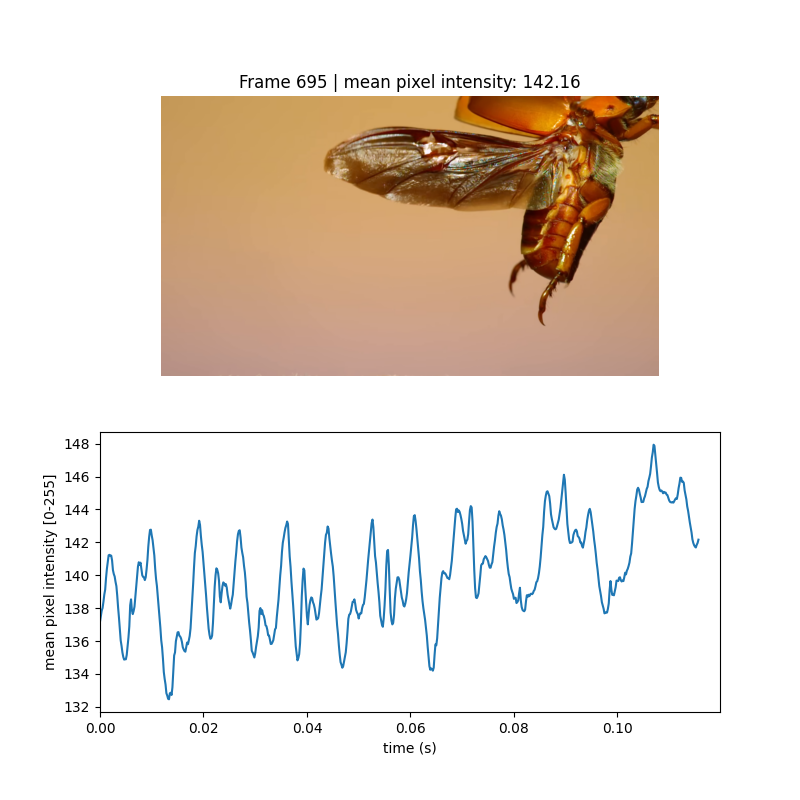 Frame 695 | mean pixel intensity: 142.16
148
146
144
142
140
138
136
134
132
mean pixel intensity [0-255]
0.00 0.02 0.04 0.06 0.08 0.10
time (s)